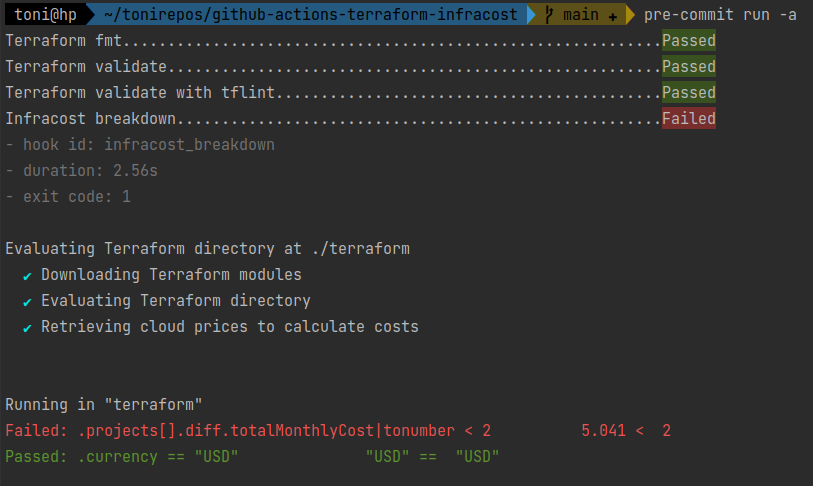 toni@hp ~/tonirepos/github-actions-terraform-infracost main + pre-commit run -a
Terraform fmt............................................................Passed
Terraform validate.......................................................Passed
Terraform validate with tflint...........................................Passed
Infracost breakdown......................................................Failed
- hook id: infracost_breakdown
- duration: 2.56s
- exit code: 1
Evaluating Terraform directory at ./terraform
✔ Downloading Terraform modules
✔ Evaluating Terraform directory
✔ Retrieving cloud prices to calculate costs
Running in "terraform"
Failed: .projects[].diff.totalMonthlyCost|tonumber < 2          5.041 <  2
Passed: .currency == "USD"              "USD" ==  "USD"